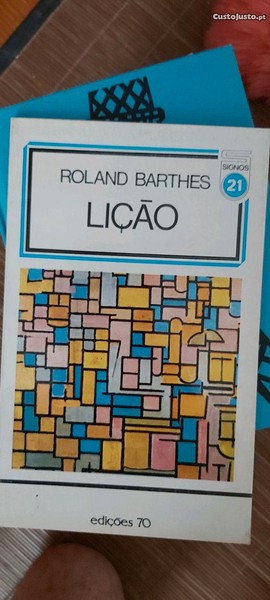 CustoJusto.pt
SIGNOS
21
ROLAND BARTHES
LIÇÃO
edições 70